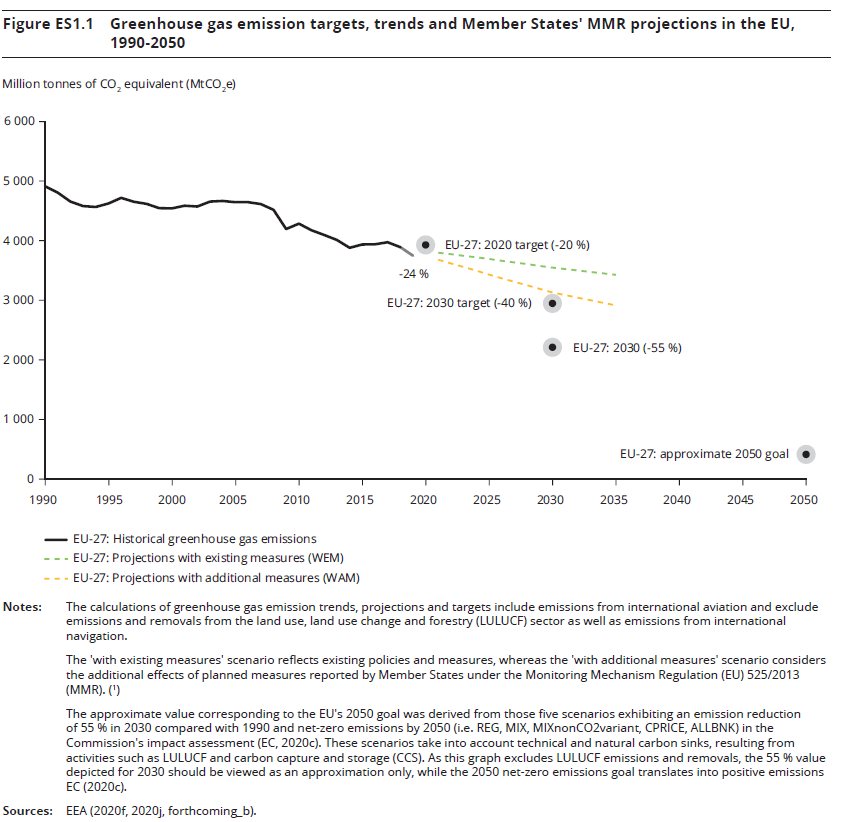 Figure ES1.1 Greenhouse gas emission targets, trends and Member States' MMR projections in the EU,
1990-2050
Million tonnes of CO2 equivalent (MtCO2e)
6 000
5 000
4 000
3 000
2 000
1 000
0
EU-27: 2020 target (-20 %)
-24 %
EU-27: 2030 target (-40 %)
EU-27: 2030 (-55 %)
EU-27: approximate 2050 goal
1990 1995 2000 2005 2010 2015 2020 2025 2030 2035 2040 2045 2050
EU-27: Historical greenhouse gas emissions
EU-27: Projections with existing measures (WEM)
EU-27: Projections with additional measures (WAM)
Notes: The calculations of greenhouse gas emission trends, projections and targets include emissions from international aviation and exclude
emissions and removals from the land use, land use change and forestry (LULUCF) sector as well as emissions from international
navigation.
The 'with existing measures' scenario reflects existing policies and measures, whereas the 'with additional measures' scenario considers
the additional effects of planned measures reported by Member States under the Monitoring Mechanism Regulation (EU) 525/2013
(MMR). (¹)
The approximate value corresponding to the EU's 2050 goal was derived from those five scenarios exhibiting an emission reduction
of 55 % in 2030 compared with 1990 and net-zero emissions by 2050 (i.e. REG, MIX, MIXnonCO2variant, CPRICE, ALLBNK) in the
Commission's impact assessment (EC, 2020c). These scenarios take into account technical and natural carbon sinks, resulting from
activities such as LULUCF and carbon capture and storage (CCS). As this graph excludes LULUCF emissions and removals, the 55 % value
depicted for 2030 should be viewed as an approximation only, while the 2050 net-zero emissions goal translates into positive emissions
EC (2020c).
Sources: EEA (2020f, 2020j, forthcoming_b).